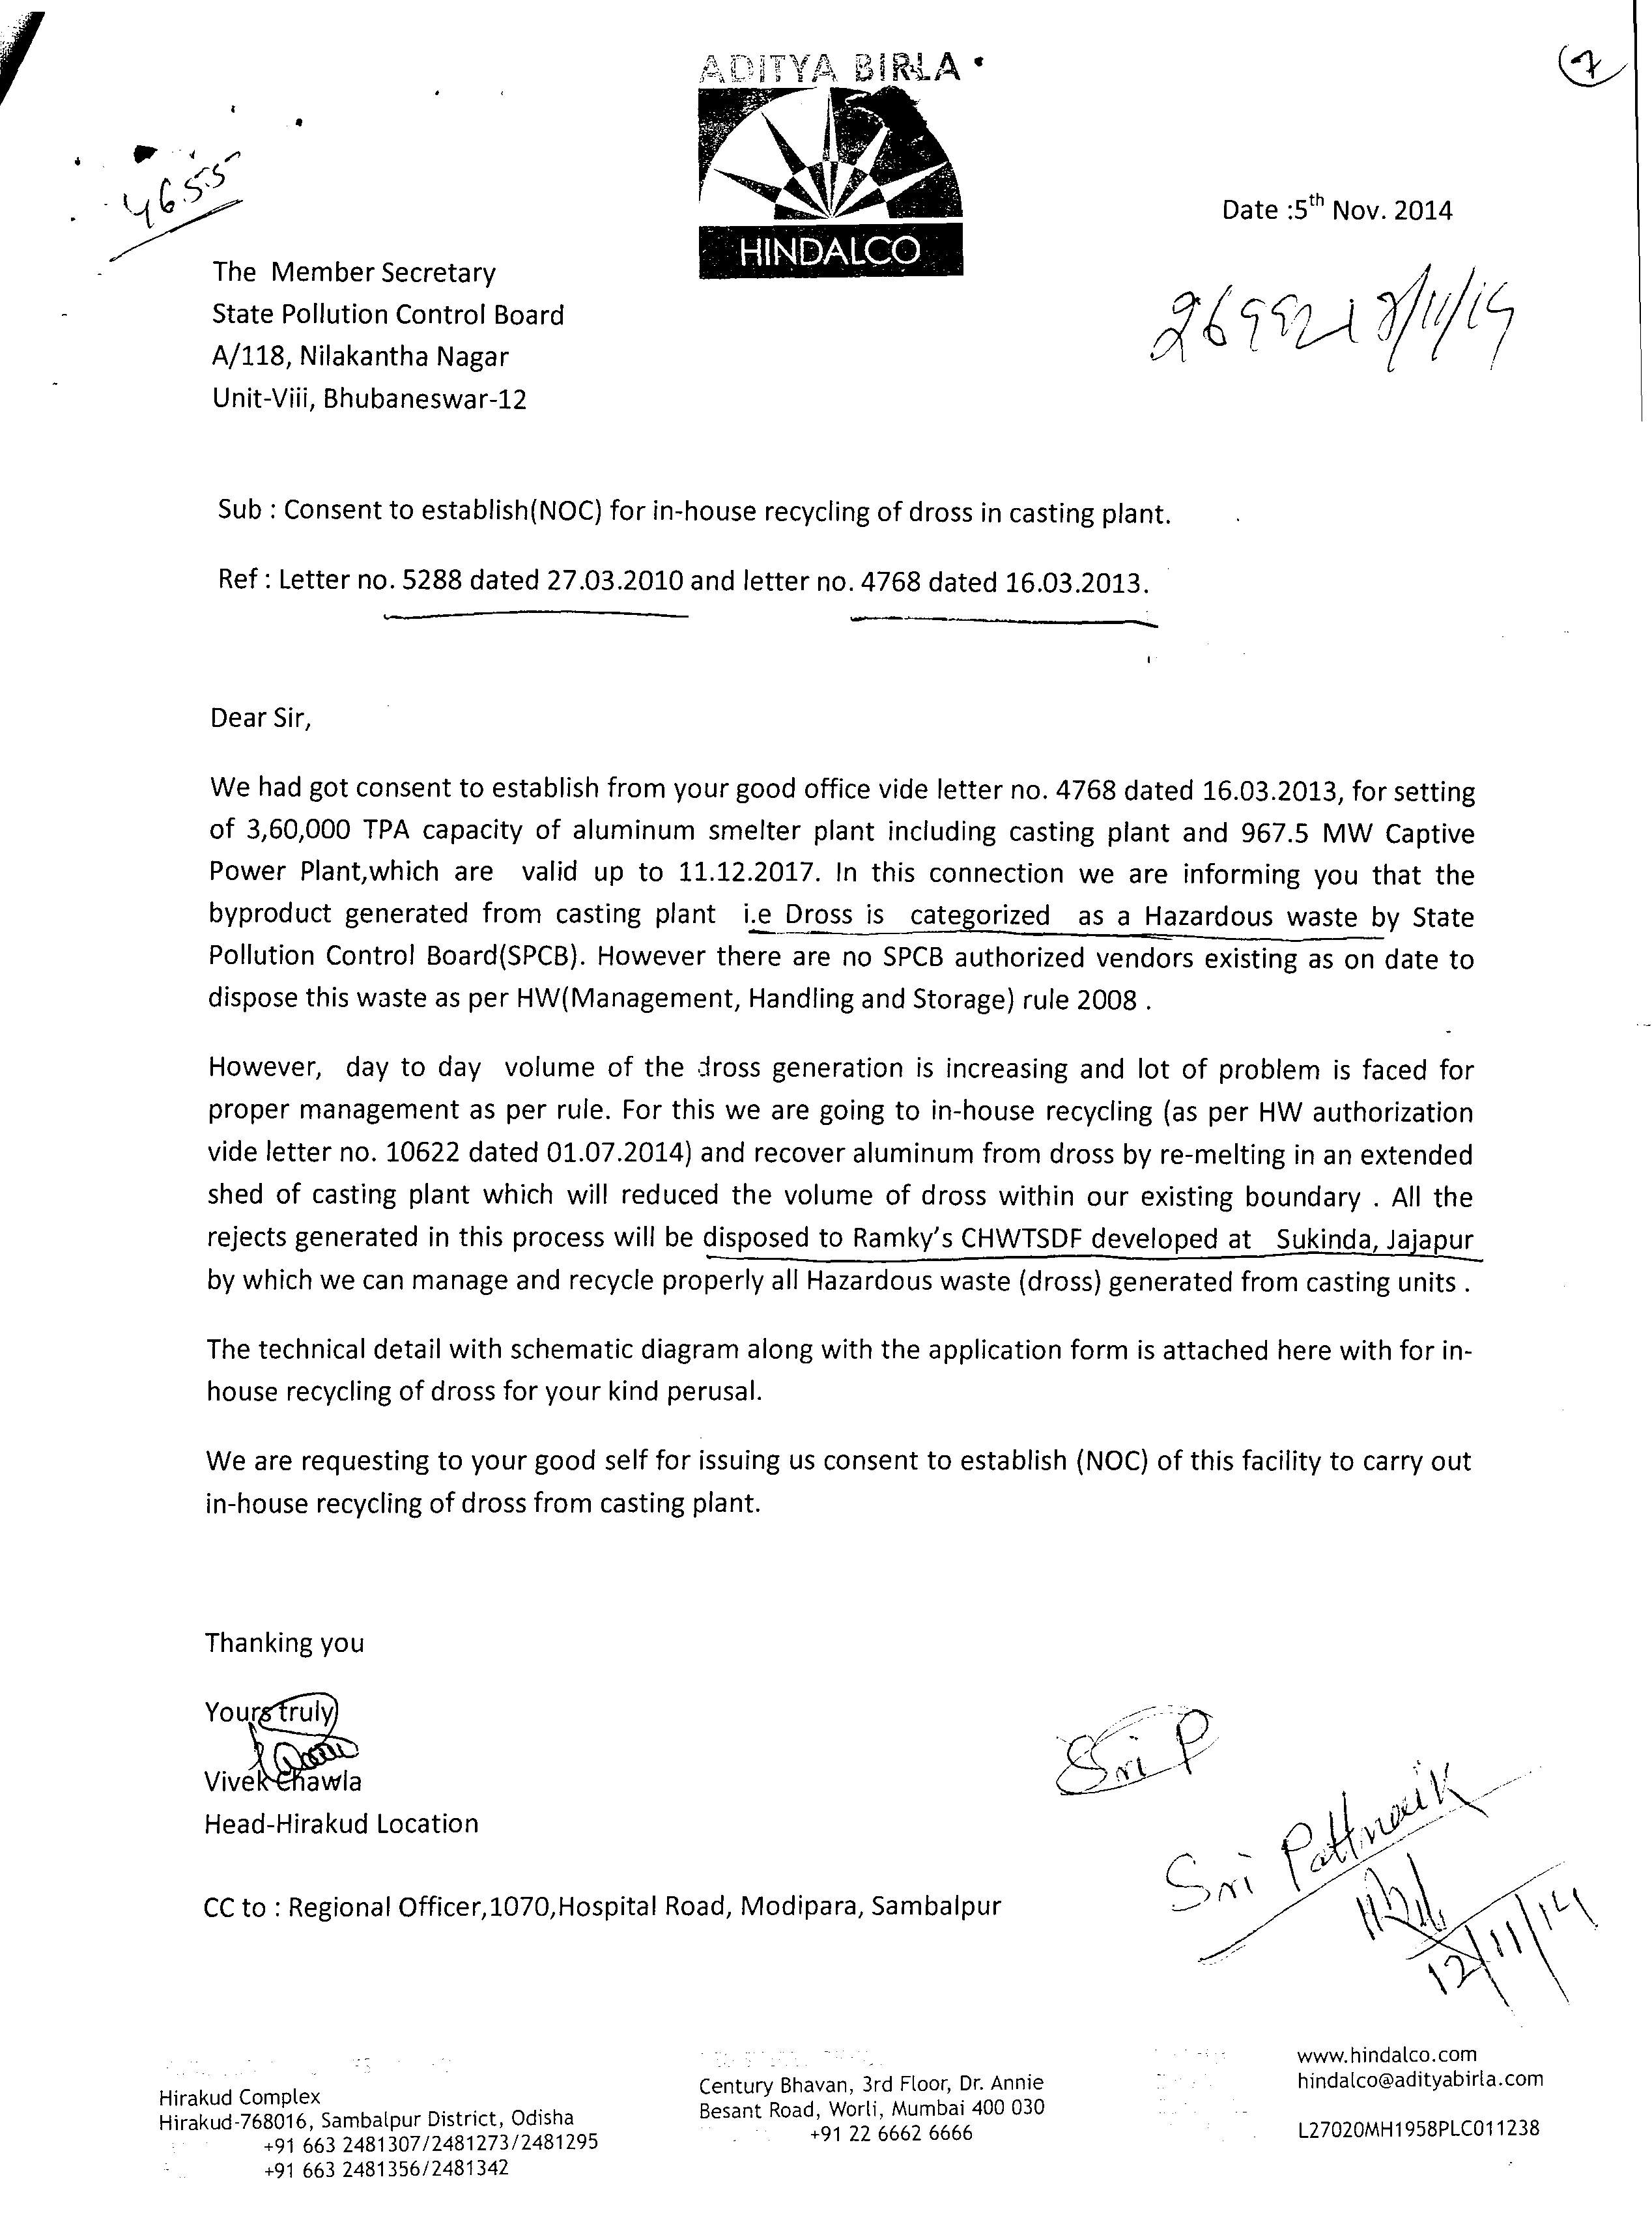 ADITYA BIRLA
7
4655
HINDALCO
Date :5th Nov. 2014
The Member Secretary
State Pollution Control Board
A/118, Nilakantha Nagar
Unit-Viii, Bhubaneswar-12
Sub : Consent to establish(NOC) for in-house recycling of dross in casting plant.
Ref : Letter no. 5288 dated 27.03.2010 and letter no. 4768 dated 16.03.2013.
Dear Sir,
We had got consent to establish from your good office vide letter no. 4768 dated 16.03.2013, for setting
of 3,60,000 TPA capacity of aluminum smelter plant including casting plant and 967.5 MW Captive
Power Plant,which are valid up to 11.12.2017. In this connection we are informing you that the
byproduct generated from casting plant i.e Dross is categorized as a Hazardous waste by State
Pollution Control Board(SPCB). However there are no SPCB authorized vendors existing as on date to
dispose this waste as per HW(Management, Handling and Storage) rule 2008 .
However, day to day volume of the dross generation is increasing and lot of problem is faced for
proper management as per rule. For this we are going to in-house recycling (as per HW authorization
vide letter no. 10622 dated 01.07.2014) and recover aluminum from dross by re-melting in an extended
shed of casting plant which will reduced the volume of dross within our existing boundary . All the
rejects generated in this process will be disposed to Ramky's CHWTSDF developed at Sukinda, Jajapur
by which we can manage and recycle properly all Hazardous waste (dross) generated from casting units .
The technical detail with schematic diagram along with the application form is attached here with for in-
house recycling of dross for your kind perusal.
We are requesting to your good self for issuing us consent to establish (NOC) of this facility to carry out
in-house recycling of dross from casting plant.
Thanking you
Yours truly
Vivek Chawla
Head-Hirakud Location
Sri P
Sri Pattnaik
12/11/14
CC to : Regional Officer,1070,Hospital Road, Modipara, Sambalpur
Hirakud Complex
Hirakud-768016, Sambalpur District, Odisha
+91 663 2481307/2481273/2481295
+91 663 2481356/2481342
Century Bhavan, 3rd Floor, Dr. Annie
Besant Road, Worli, Mumbai 400 030
+91 22 6662 6666
www.hindalco.com
hindalco@adityabirla.com
L27020MH1958PLC011238